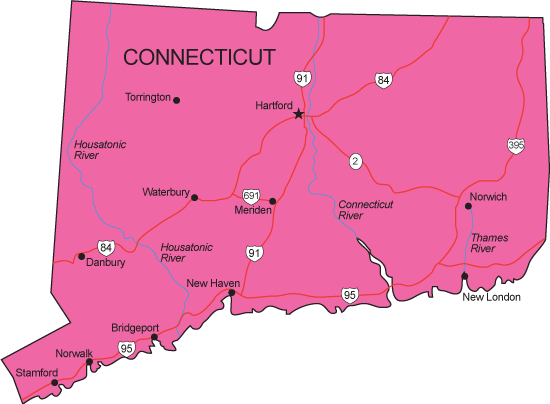 CONNECTICUT
91
84
Torrington
Hartford
Housatonic
River
2
395
Waterbury
691
Meriden
Connecticut
River
Norwich
84
Danbury
Housatonic
River
91
Thames
River
New Haven
95
New London
Bridgeport
95
Norwalk
Stamford